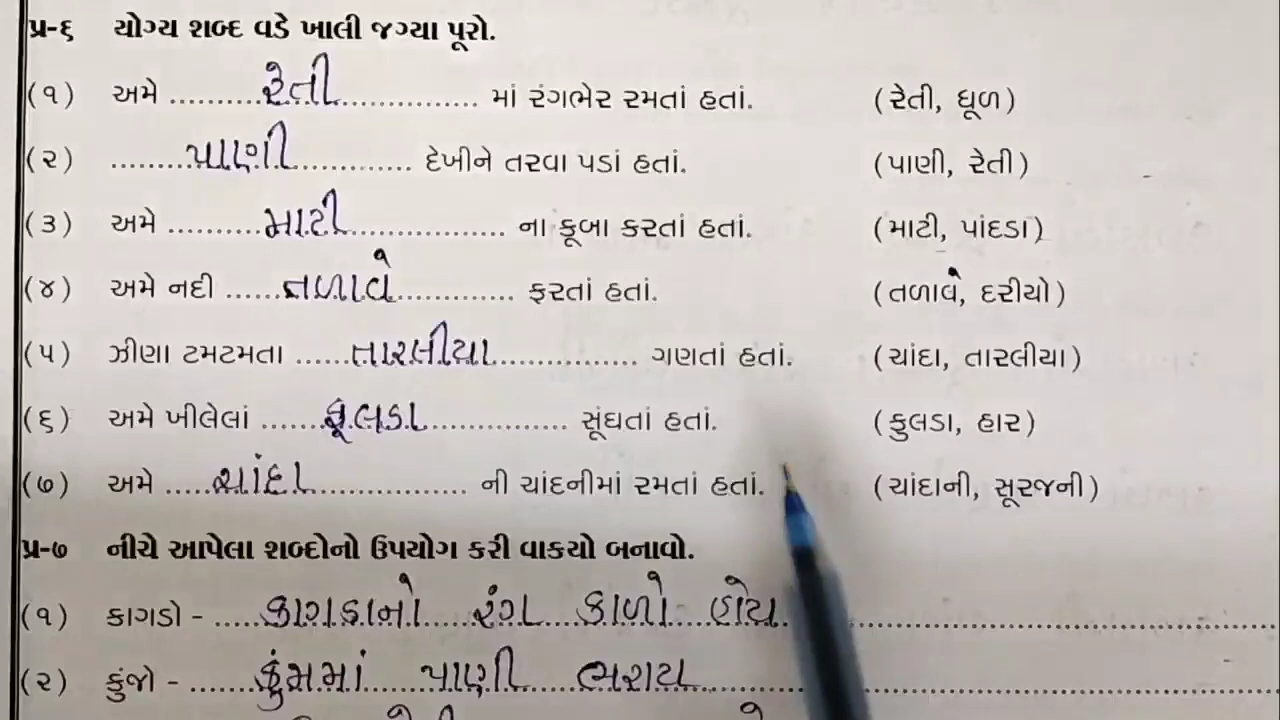 પ્ર-૬ યોગ્ય શબ્દ વડે ખાલી જગ્યા પૂરો.
(૧) અમે ..........રેતી............... માં રંગભેર રમતાં હતાં. (રેતી, ધૂળ)
(૨) ........પાણી............ દેખીને તરવા પડાં હતાં. (પાણી, રેતી)
(૩) અમે .........માટી............... ના કૂબા કરતાં હતાં. (માટી, પાંદડા)
(૪) અમે નદી ......તળાવે............ ફરતાં હતાં. (તળાવે, દરીયો)
(૫) ઝીણા ટમટમતા ......તારલીયા.............. ગણતાં હતાં. (ચાંદા, તારલીયા)
(૬) અમે ખીલેલાં .......ફૂલડા............... સૂંઘતાં હતાં. (ફુલડા, હાર)
(૭) અમે .....ચાંદા................ ની ચાંદનીમાં રમતાં હતાં. (ચાંદાની, સૂરજની)
પ્ર-૭ નીચે આપેલા શબ્દોનો ઉપયોગ કરી વાકયો બનાવો.
(૧) કાગડો - .....કાગડાનો રંગ કાળો હોય.
(૨) કુંજો - ........પાણી ભરાય